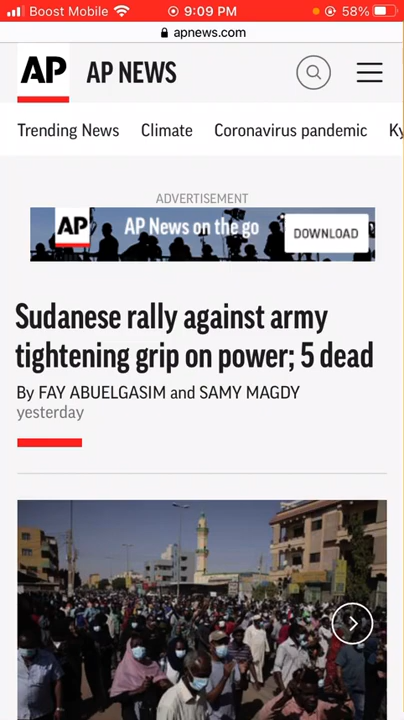 Boost Mobile 9:09 PM 58%
apnews.com
AP AP NEWS
Trending News Climate Coronavirus pandemic Ky
ADVERTISEMENT
AP AP News on the go DOWNLOAD
Sudanese rally against army
tightening grip on power; 5 dead
By FAY ABUELGASIM and SAMY MAGDY
yesterday